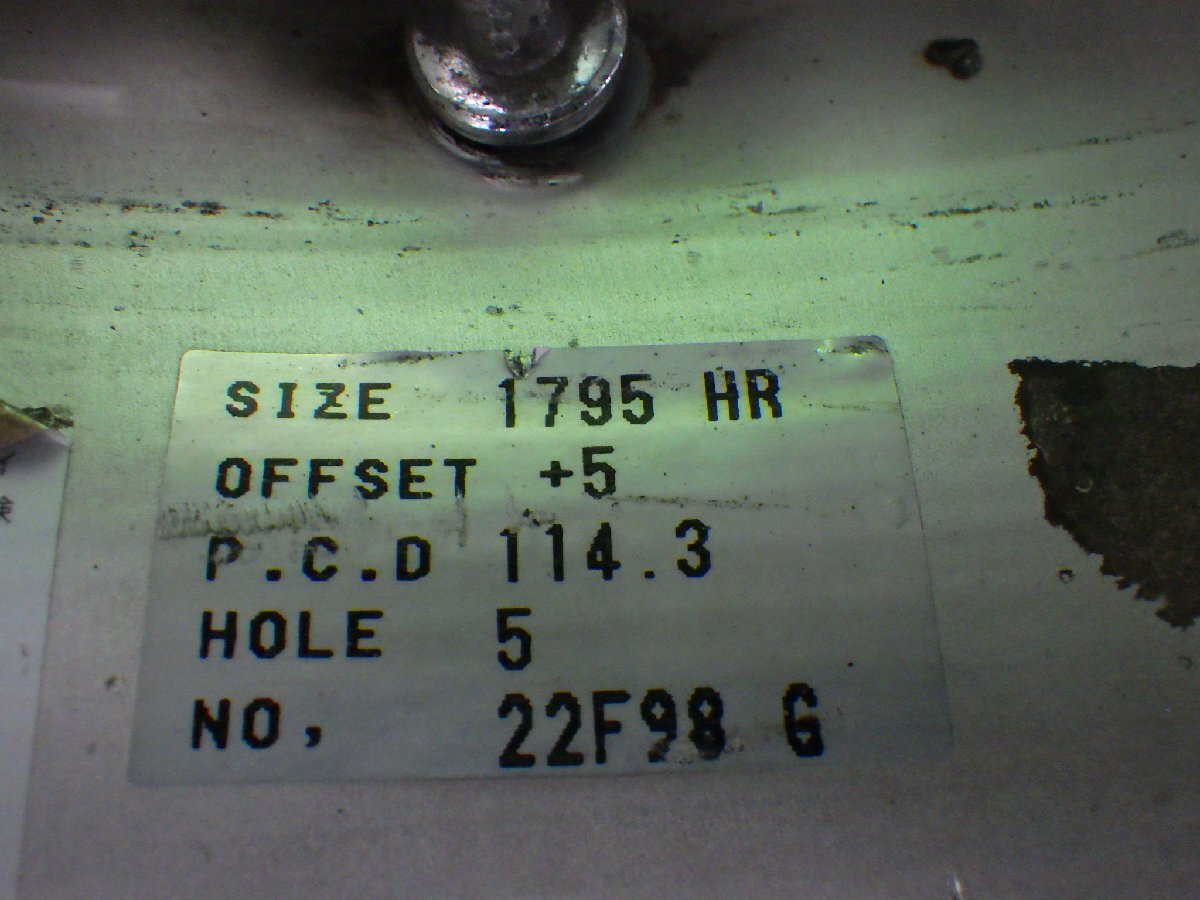 SIZE 1795 HR
OFFSET +5
P.C.D 114.3
HOLE 5
NO, 22F98 G